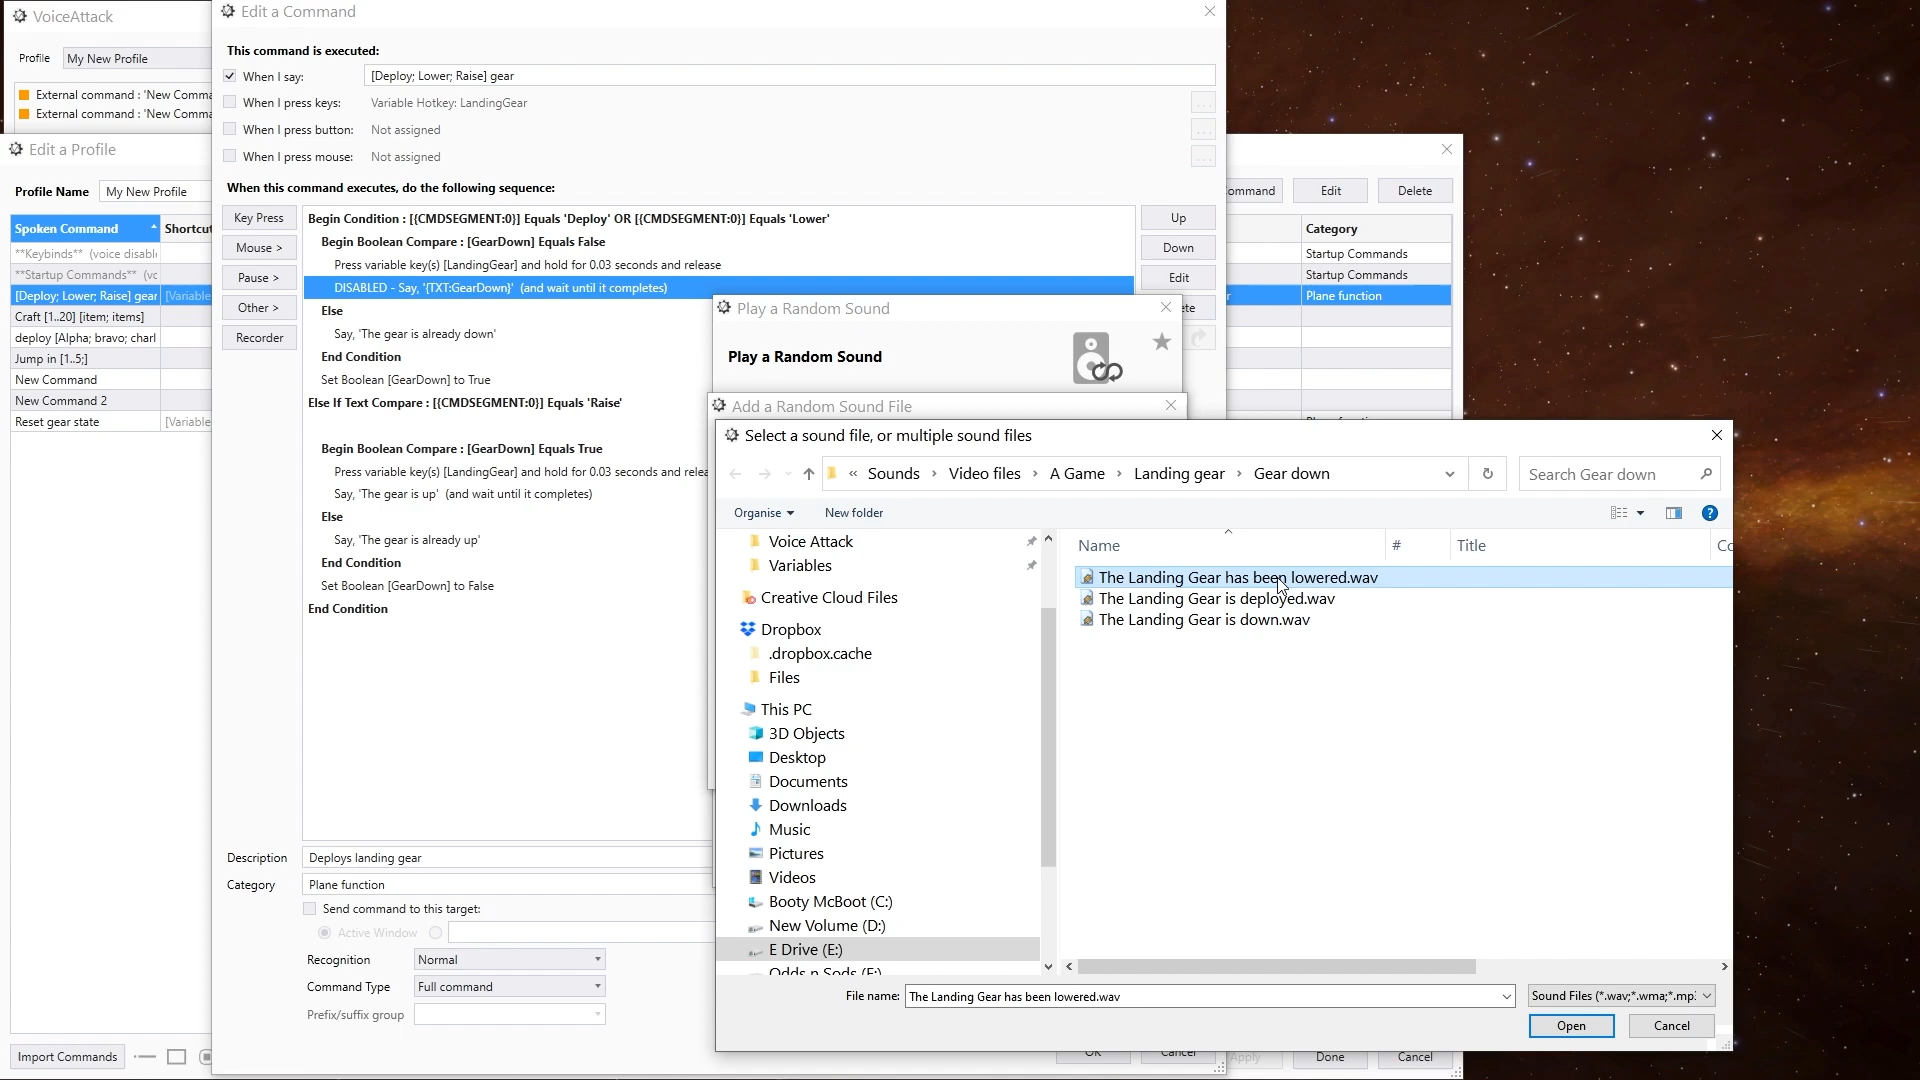 VoiceAttack
Profile
My New Profile
External command : 'New Comma
External command : 'New Comma
Edit a Profile
Profile Name
My New Profile
Spoken Command
Shortcut
**Keybinds** (voice disabl
**Startup Commands** (vc
[Deploy; Lower; Raise] gear
[Variable
Craft [1..20] [item; items]
deploy [Alpha; bravo; charl
Jump in [1..5;]
New Command
New Command 2
Reset gear state
[Variable
Import Commands
Edit a Command
This command is executed:
When I say:
[Deploy; Lower; Raise] gear
When I press keys:
Variable Hotkey: LandingGear
...
When I press button:
Not assigned
...
When I press mouse:
Not assigned
...
When this command executes, do the following sequence:
Key Press
Mouse >
Pause >
Other >
Recorder
Begin Condition : [{CMDSEGMENT:0}] Equals 'Deploy' OR [{CMDSEGMENT:0}] Equals 'Lower'
Begin Boolean Compare : [GearDown] Equals False
Press variable key(s) [LandingGear] and hold for 0.03 seconds and release
DISABLED - Say, '{TXT:GearDown}' (and wait until it completes)
Else
Say, 'The gear is already down'
End Condition
Set Boolean [GearDown] to True
Else If Text Compare : [{CMDSEGMENT:0}] Equals 'Raise'
Begin Boolean Compare : [GearDown] Equals True
Press variable key(s) [LandingGear] and hold for 0.03 seconds and relea
Say, 'The gear is up' (and wait until it completes)
Else
Say, 'The gear is already up'
End Condition
Set Boolean [GearDown] to False
End Condition
Up
Down
Edit
ete
Description
Deploys landing gear
Category
Plane function
Send command to this target:
Active Window
Recognition
Normal
Command Type
Full command
Prefix/suffix group
OK
Cancel
ommand
Edit
Delete
Category
Startup Commands
Startup Commands
r
Plane function
Apply
Done
Cancel
Play a Random Sound
Play a Random Sound
Add a Random Sound File
Select a sound file, or multiple sound files
« Sounds › Video files › A Game › Landing gear › Gear down
Search Gear down
Organise
New folder
Voice Attack
Variables
Creative Cloud Files
Dropbox
.dropbox.cache
Files
This PC
3D Objects
Desktop
Documents
Downloads
Music
Pictures
Videos
Booty McBoot (C:)
New Volume (D:)
E Drive (E:)
Odds n Sods (F:)
Name
#
Title
Co
The Landing Gear has been lowered.wav
The Landing Gear is deployed.wav
The Landing Gear is down.wav
File name:
The Landing Gear has been lowered.wav
Sound Files (*.wav;*.wma;*.mp:
Open
Cancel